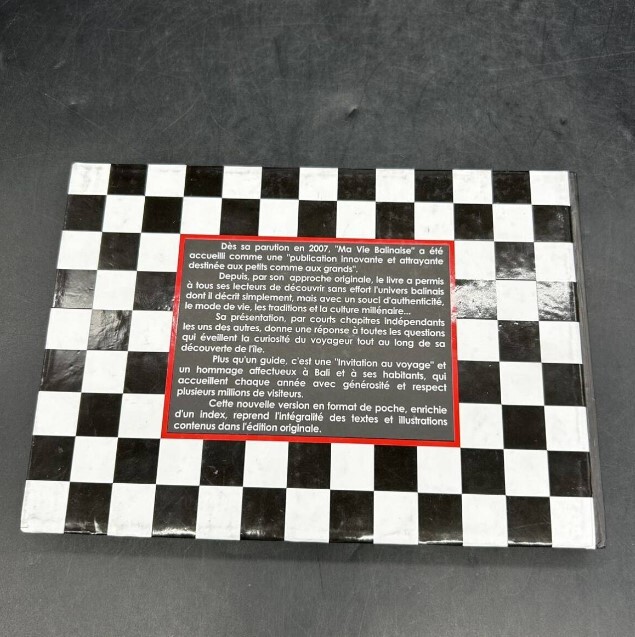 Dès sa parution en 2007, "Ma Vie Balinaise" a été
accueilli comme une "publication innovante et attrayante
destinée aux petits comme aux grands".
Depuis, par son approche originale, le livre a permis
à tous ses lecteurs de découvrir sans effort l'univers balinais
dont il décrit simplement, mais avec un souci d'authenticité,
le mode de vie, les traditions et la culture millénaire...
Sa présentation, par courts chapitres indépendants
les uns des autres, donne une réponse à toutes les questions
qui éveillent la curiosité du voyageur tout au long de sa
découverte de l'île.
Plus qu'un guide, c'est une "invitation au voyage" et
un hommage affectueux à Bali et à ses habitants, qui
accueillent chaque année avec générosité et respect
plusieurs millions de visiteurs.
Cette nouvelle version en format de poche, enrichie
d'un index, reprend l'intégralité des textes et illustrations
contenus dans l'édition originale.